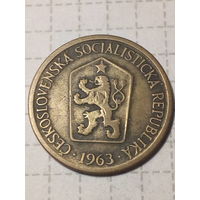 ČESKOSLOVENSKÁ SOCIALISTICKÁ REPUBLIKA
· 1963 ·